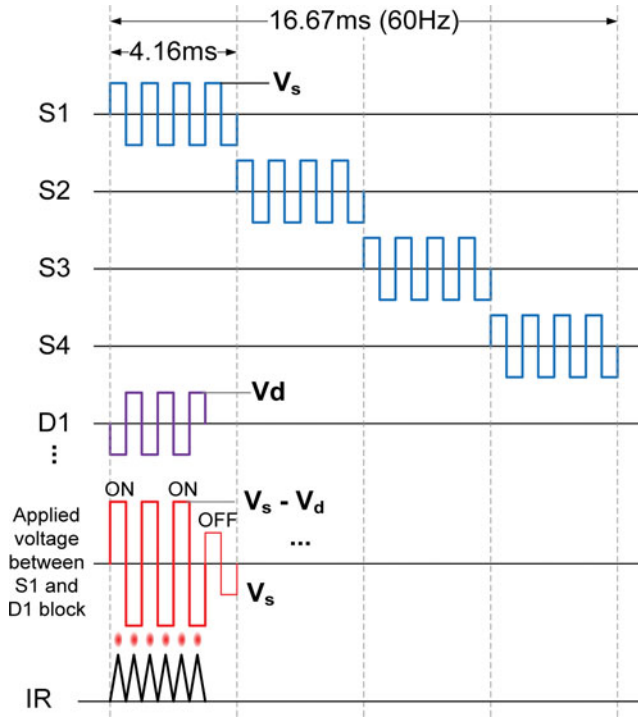 16.67ms (60Hz)
4.16ms
Vs
S1
S2
S3
S4
Vd
D1
...
ON ON
Vs - Vd
OFF
...
Applied
voltage
between
S1 and
D1 block
Vs
IR